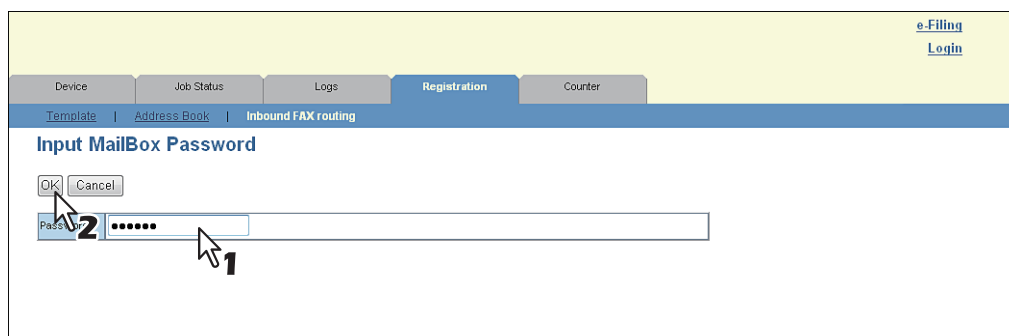 e-Filing
Login
Device Job Status Logs Registration Counter
Template | Address Book | Inbound FAX routing
Input MailBox Password
OK Cancel
Password ••••••
2
1